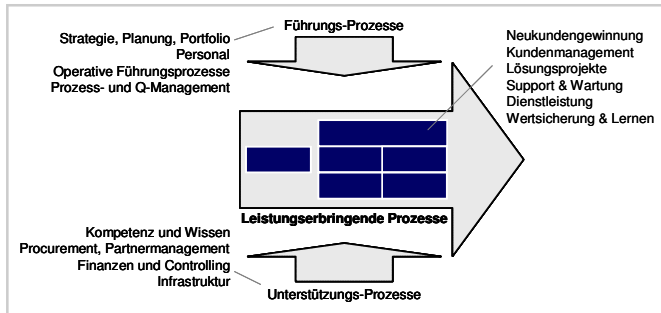 Führungs-Prozesse
Strategie, Planung, Portfolio
Personal
Operative Führungsprozesse
Prozess- und Q-Management
Neukundengewinnung
Kundenmanagement
Lösungsprojekte
Support & Wartung
Dienstleistung
Wertsicherung & Lernen
Leistungserbringende Prozesse
Kompetenz und Wissen
Procurement, Partnermanagement
Finanzen und Controlling
Infrastruktur
Unterstützungs-Prozesse